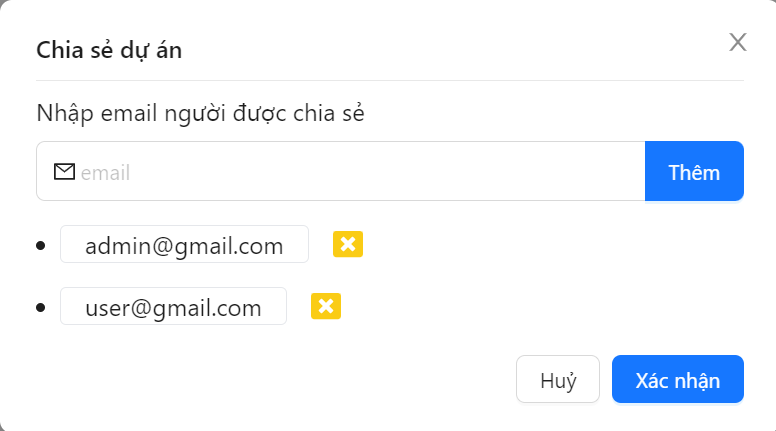 Chia sẻ dự án
Nhập email người được chia sẻ
email
Thêm
admin@gmail.com
user@gmail.com
Huỷ
Xác nhận